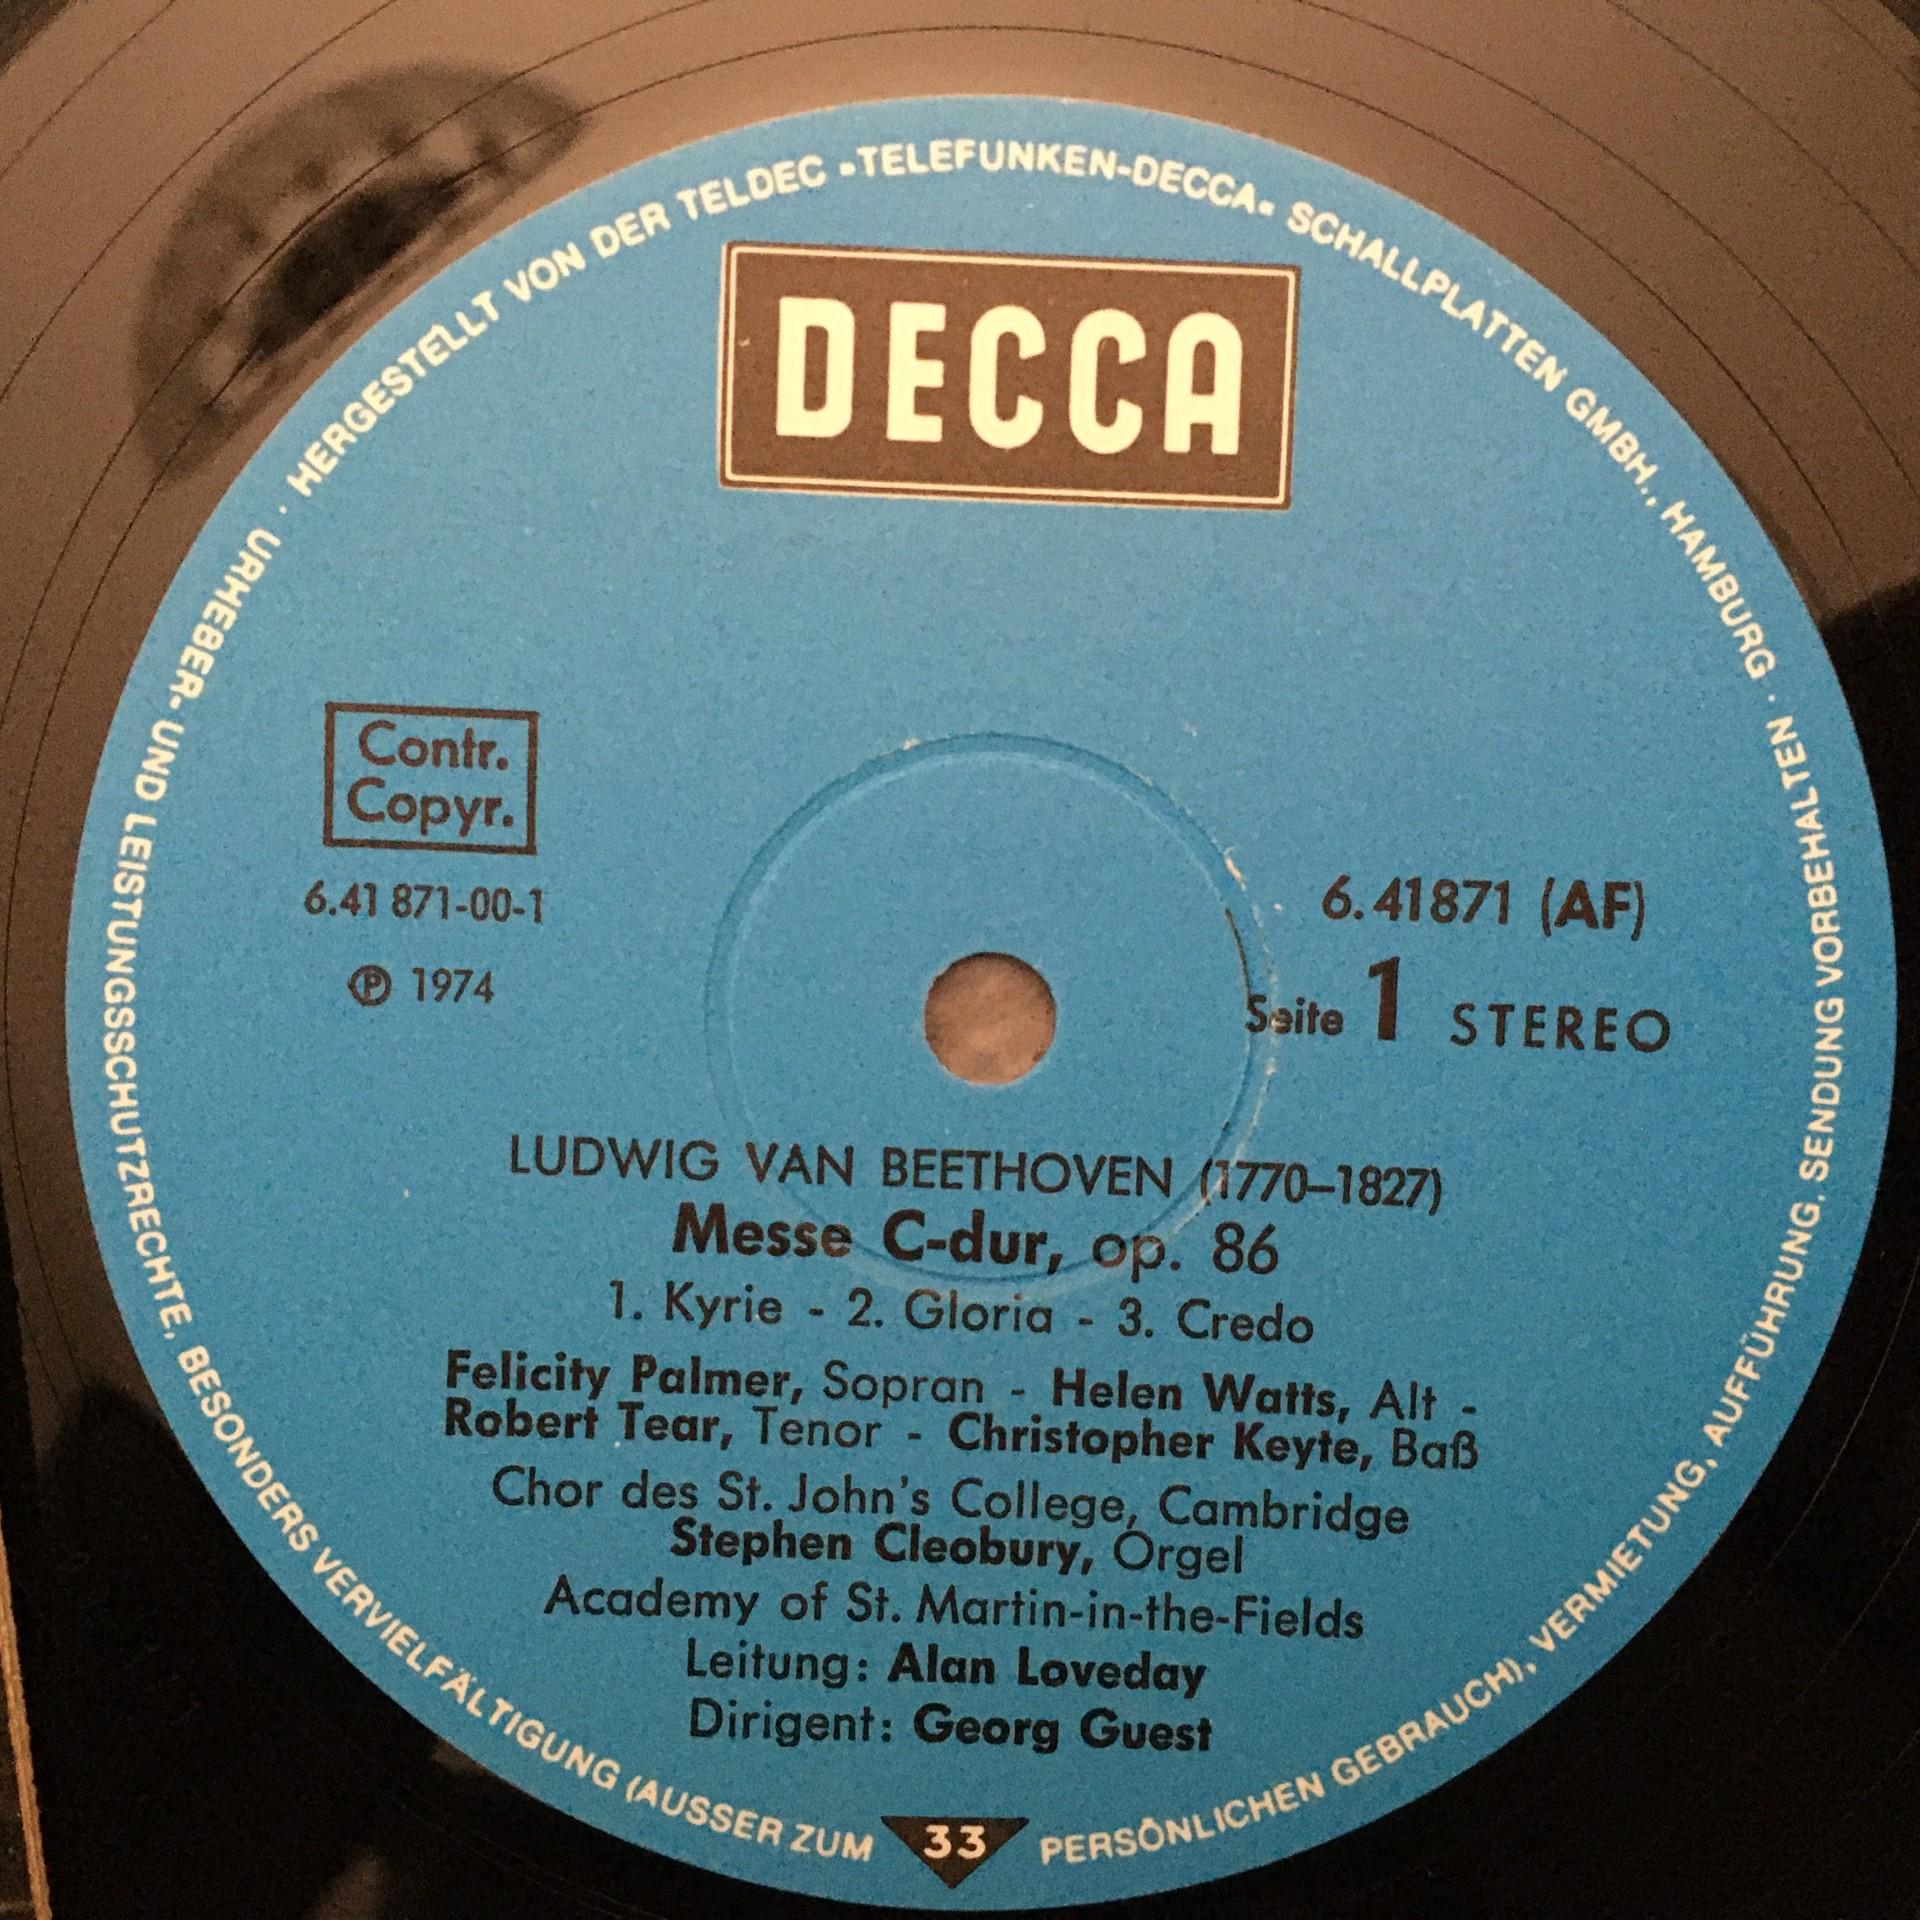 HERGESTELLT VON DER TELDEC •TELEFUNKEN-DECCA• SCHALLPLATTEN GMBH., HAMBURG · URHEBER- UND LEISTUNGSSCHUTZRECHTE, BESONDERS VERVIELFÄLTIGUNG (AUSSER ZUM PERSÖNLICHEN GEBRAUCH), VERMIETUNG, AUFFÜHRUNG, SENDUNG VORBEHALTEN ·
DECCA
Contr.
Copyr.
6.41 871-00-1
℗ 1974
6.41871 (AF)
Seite 1 STEREO
LUDWIG VAN BEETHOVEN (1770–1827)
Messe C-dur, op. 86
1. Kyrie - 2. Gloria - 3. Credo
Felicity Palmer, Sopran - Helen Watts, Alt -
Robert Tear, Tenor - Christopher Keyte, Baß
Chor des St. John's College, Cambridge
Stephen Cleobury, Orgel
Academy of St. Martin-in-the-Fields
Leitung: Alan Loveday
Dirigent: Georg Guest
33